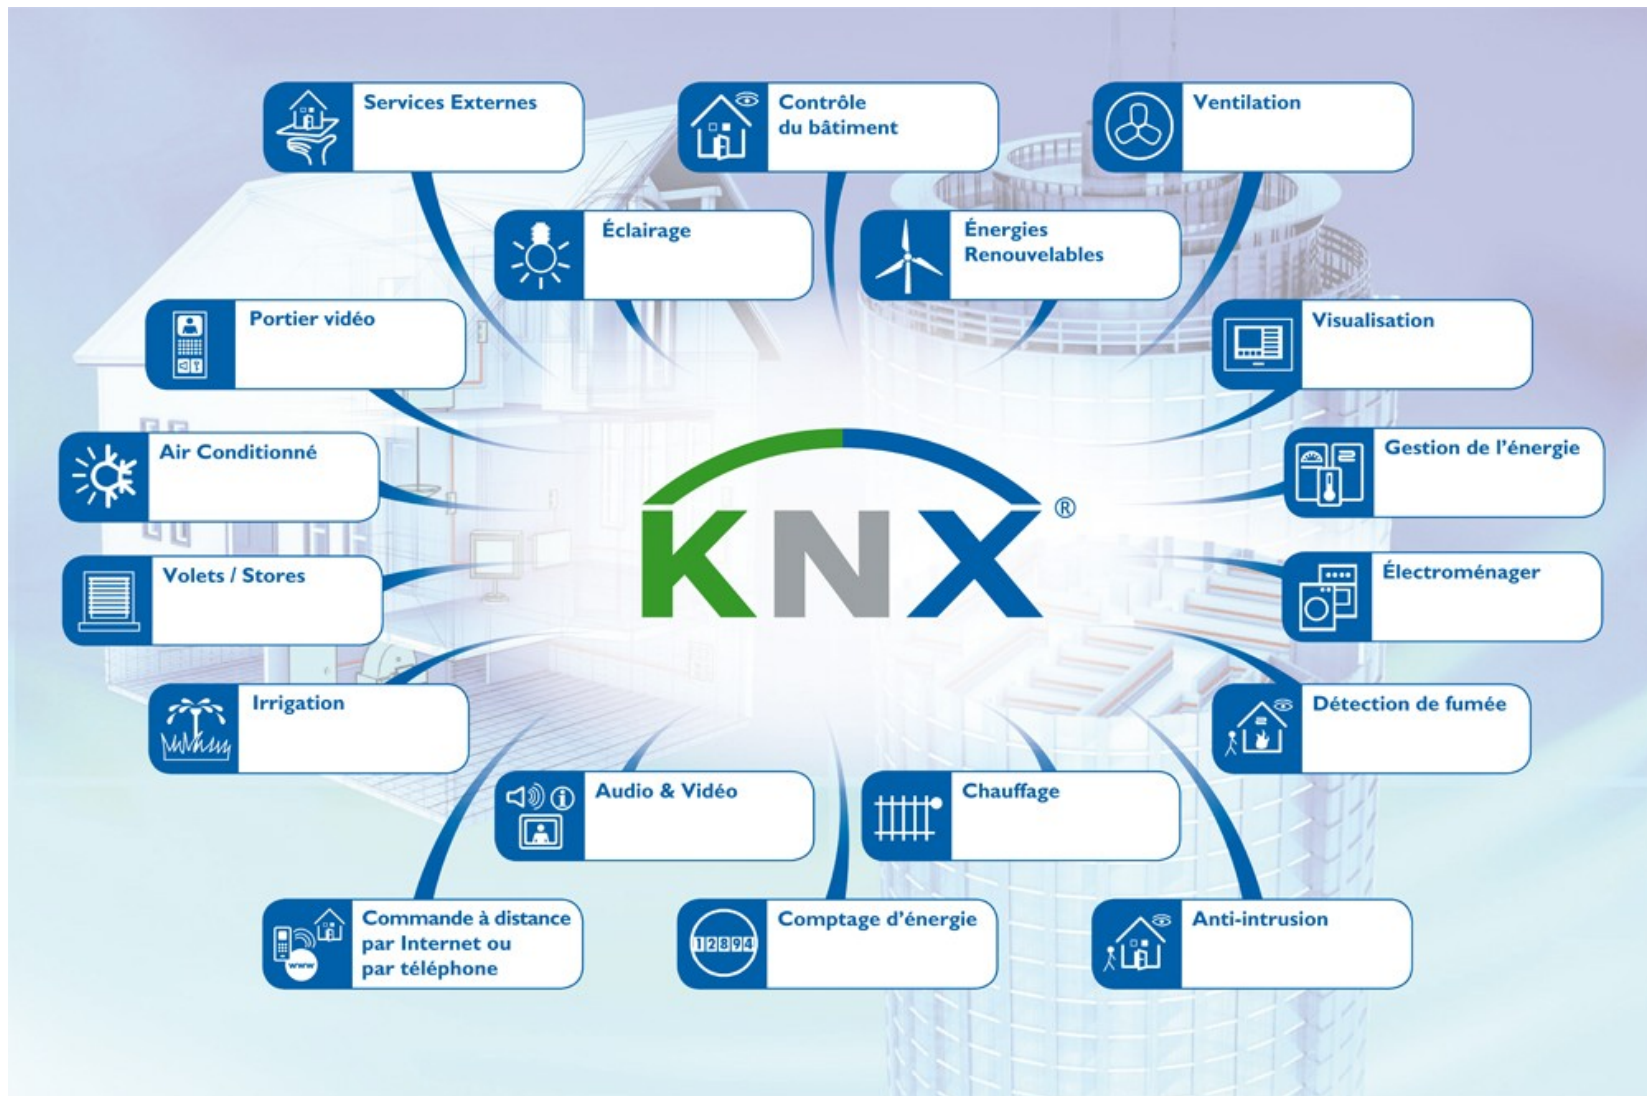 Services Externes
Contrôle
du bâtiment
Ventilation
Éclairage
Énergies
Renouvelables
Portier vidéo
Visualisation
Air Conditionné
Gestion de l’énergie
KNX®
Volets / Stores
Électroménager
Irrigation
Détection de fumée
Audio & Vidéo
Chauffage
Commande à distance
par Internet ou
par téléphone
www
Comptage d’énergie
12894
Anti-intrusion